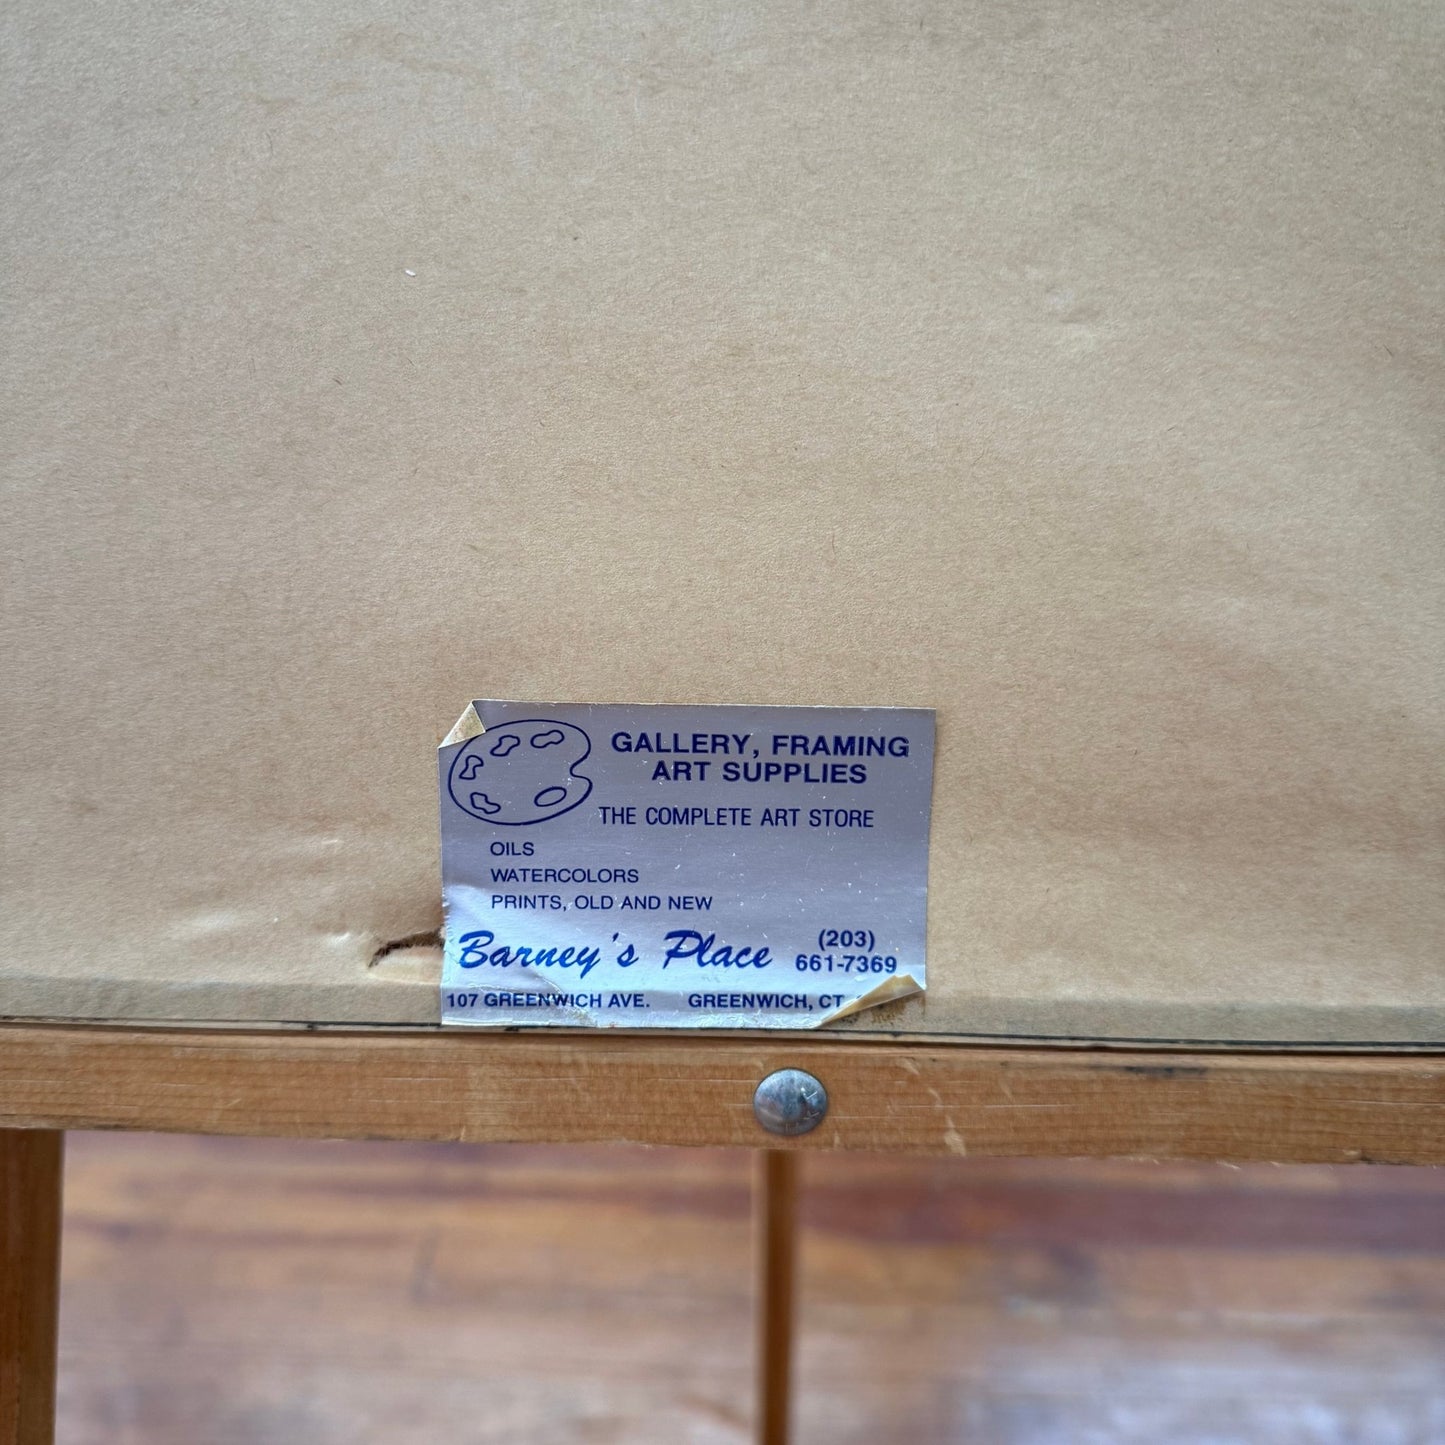 GALLERY, FRAMING
ART SUPPLIES
THE COMPLETE ART STORE
OILS
WATERCOLORS
PRINTS, OLD AND NEW
Barney's Place
(203)
661-7369
107 GREENWICH AVE. GREENWICH, CT